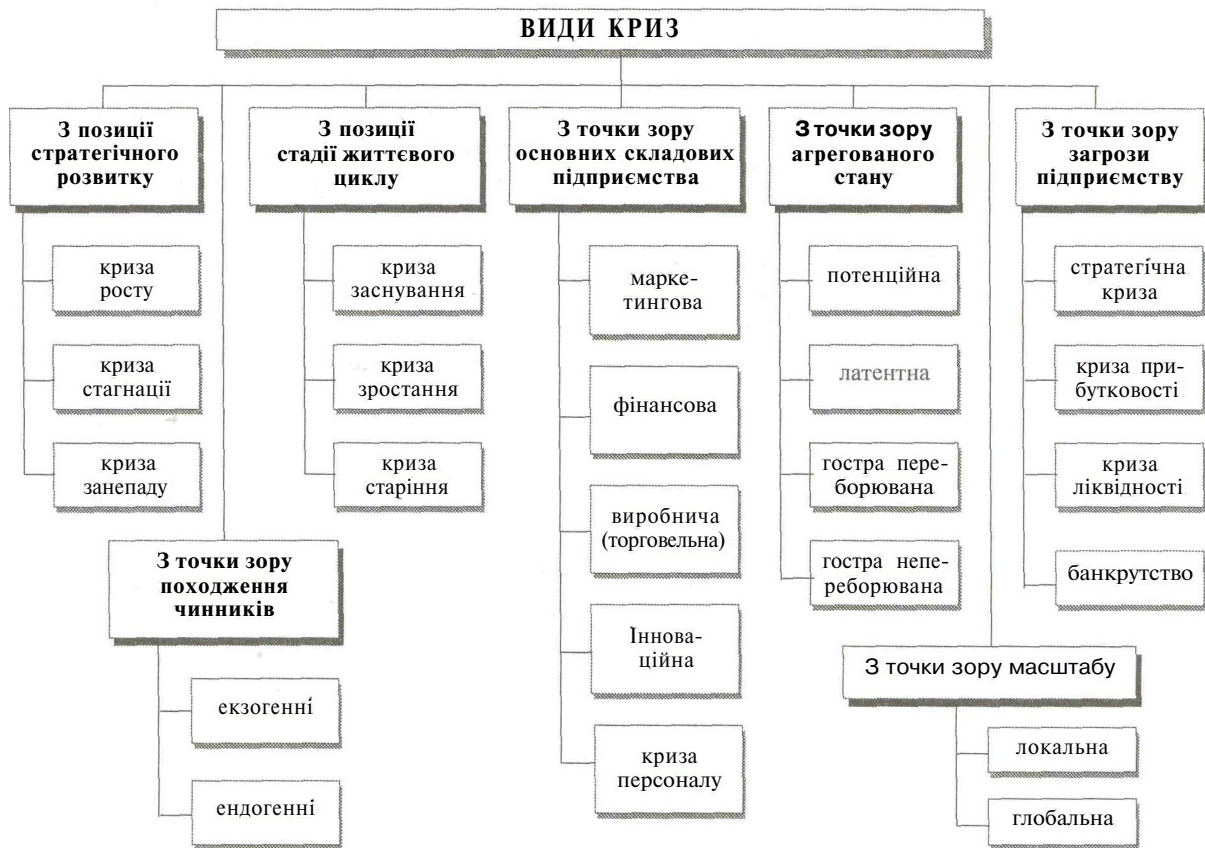 ВИДИ КРИЗ
З позиції
стратегічного
розвитку
криза
росту
криза
стагнації
криза
занепаду
З точки зору
походження
чинників
екзогенні
ендогенні
З позиції
стадії життєвого
циклу
криза
заснування
криза
зростання
криза
старіння
З точки зору
основних складових
підприємства
марке-
тингова
фінансова
виробнича
(торговельна)
Іннова-
ційна
криза
персоналу
З точки зору
агрегованого
стану
потенційна
латентна
гостра пере-
борювана
гостра непе-
реборювана
З точки зору
загрози
підприємству
стратегічна
криза
криза при-
бутковості
криза
ліквідності
банкрутство
З точки зору масштабу
локальна
глобальна